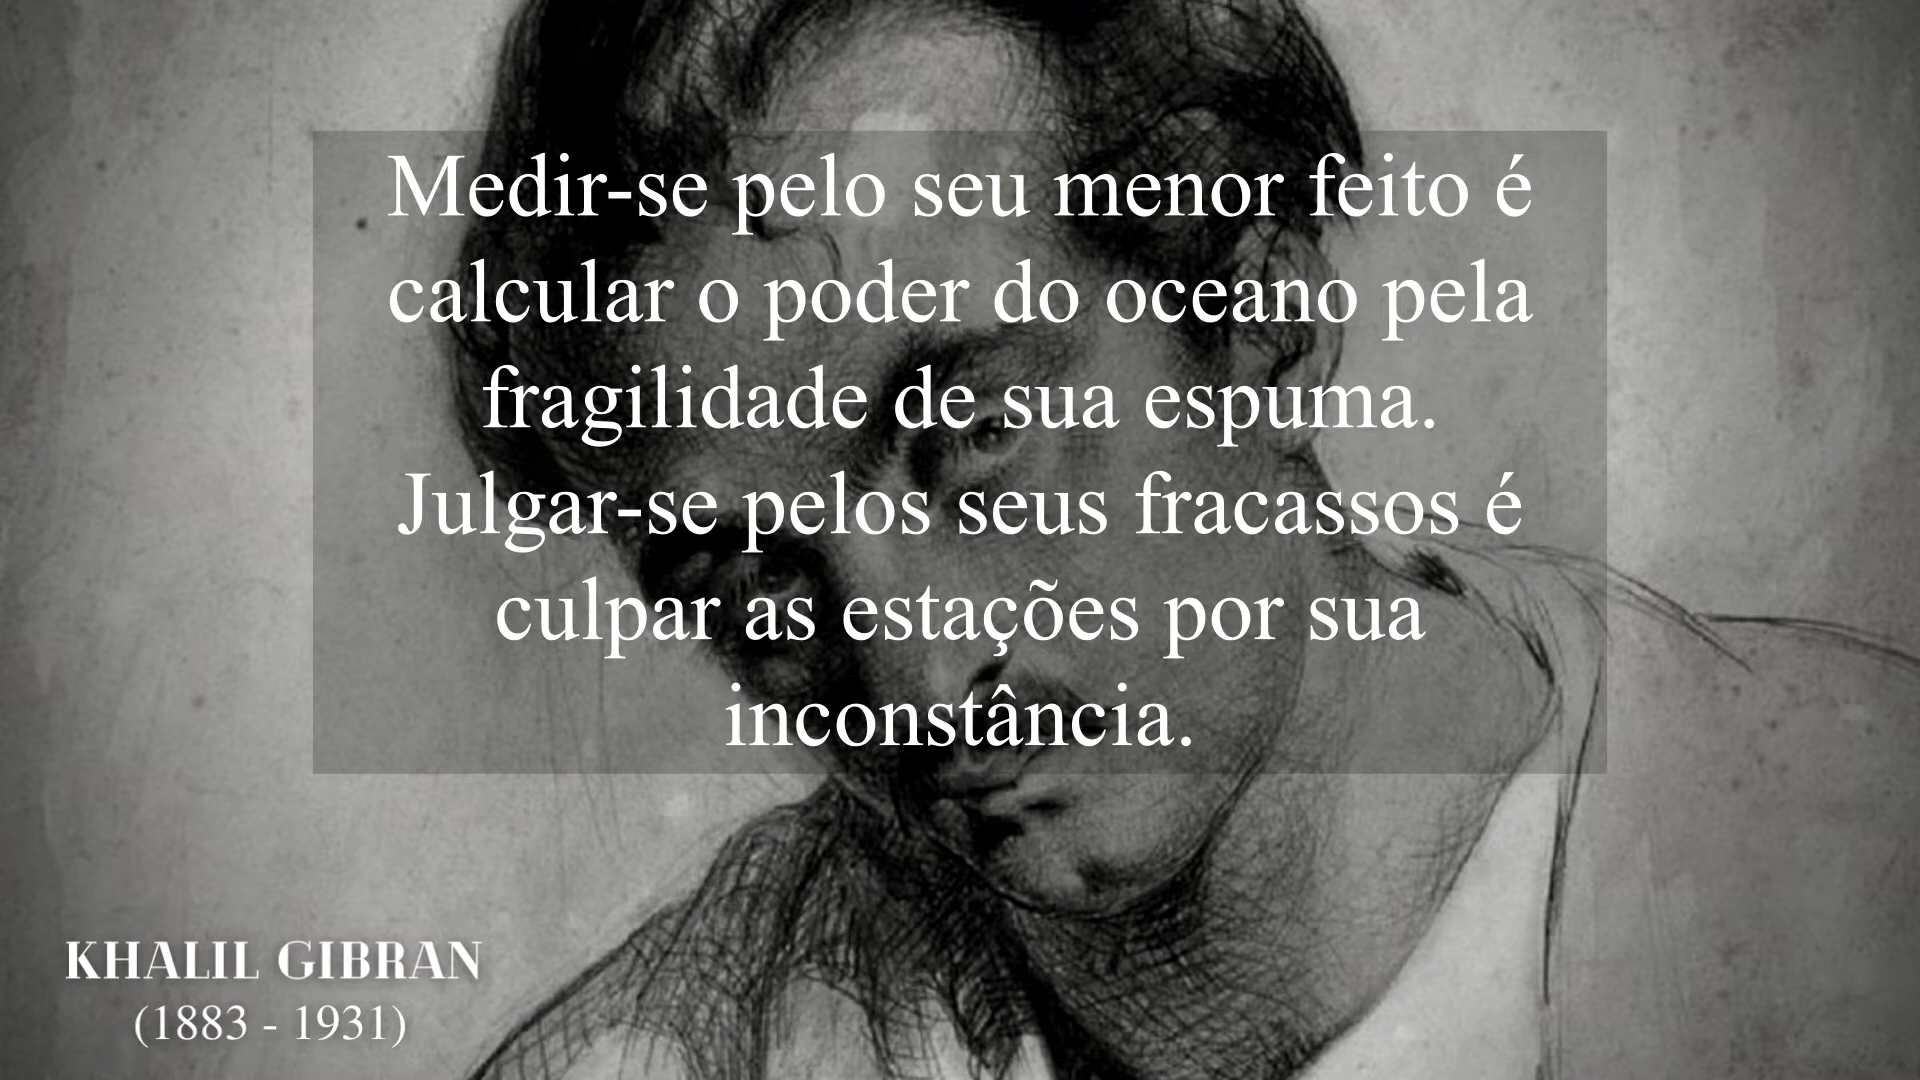 Medir-se pelo seu menor feito é
calcular o poder do oceano pela
fragilidade de sua espuma.
Julgar-se pelos seus fracassos é
culpar as estações por sua
inconstância.
KHALIL GIBRAN
(1883 - 1931)